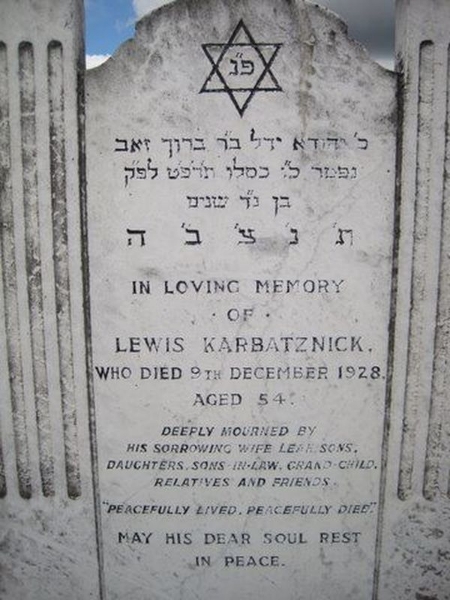 פ״נ
ר׳ יהודא ידל ב״ר ברוך זאב
נפטר כ״ו כסלו תרפ״ט לפ״ק
בן נ״ד שנים
ת׳ נ׳ צ׳ ב׳ ה
IN LOVING MEMORY
· OF ·
LEWIS KARBATZNICK.
WHO DIED 9TH DECEMBER 1928.
AGED 54.
DEEPLY MOURNED BY
HIS SORROWING WIFE LEAH, SONS,
DAUGHTERS, SONS-IN-LAW, GRAND-CHILD,
RELATIVES AND FRIENDS.
"PEACEFULLY LIVED, PEACEFULLY DIED".
MAY HIS DEAR SOUL REST
IN PEACE.